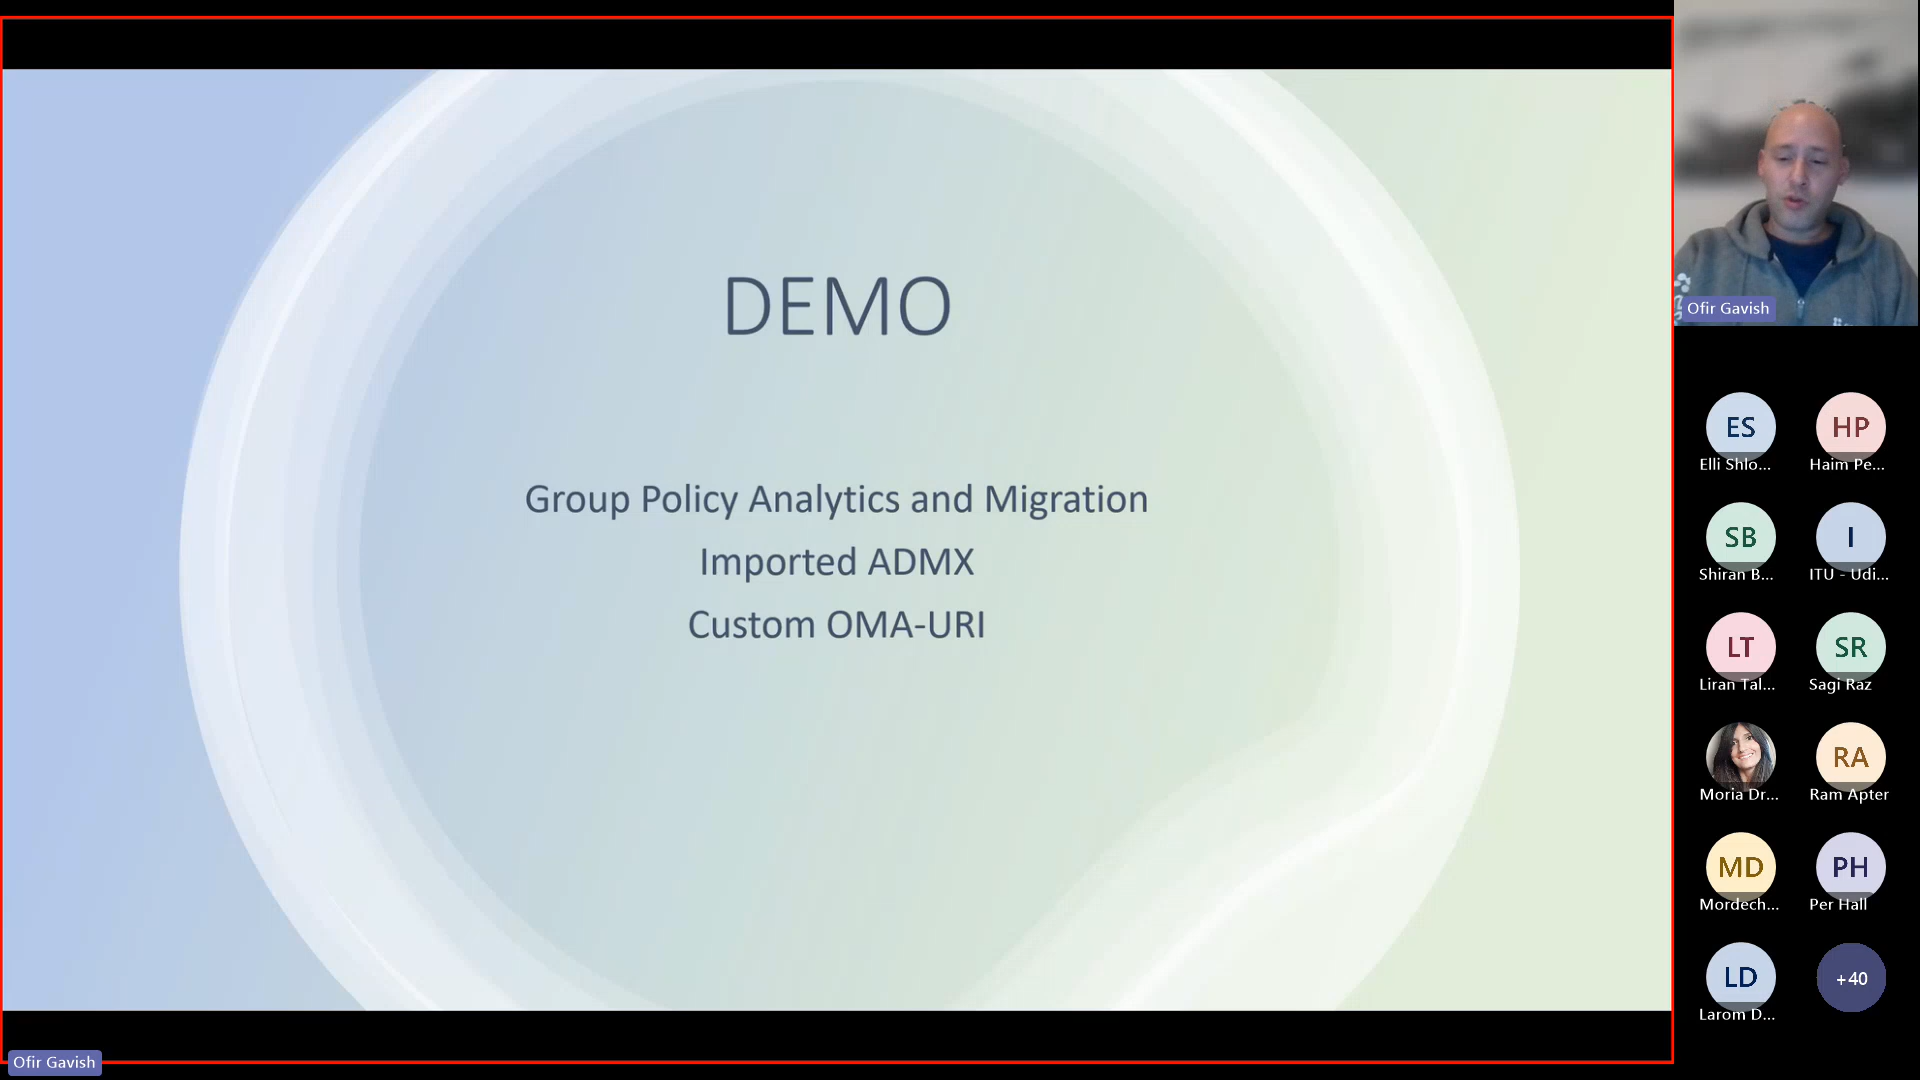 DEMO
Group Policy Analytics and Migration
Imported ADMX
Custom OMA-URI
Ofir Gavish
Ofir Gavish
ES
Elli Shlo...
HP
Haim Pe...
SB
Shiran B...
I
ITU - Udi...
LT
Liran Tal...
SR
Sagi Raz
Moria Dr...
RA
Ram Apter
MD
Mordech...
PH
Per Hall
LD
Larom D...
+40